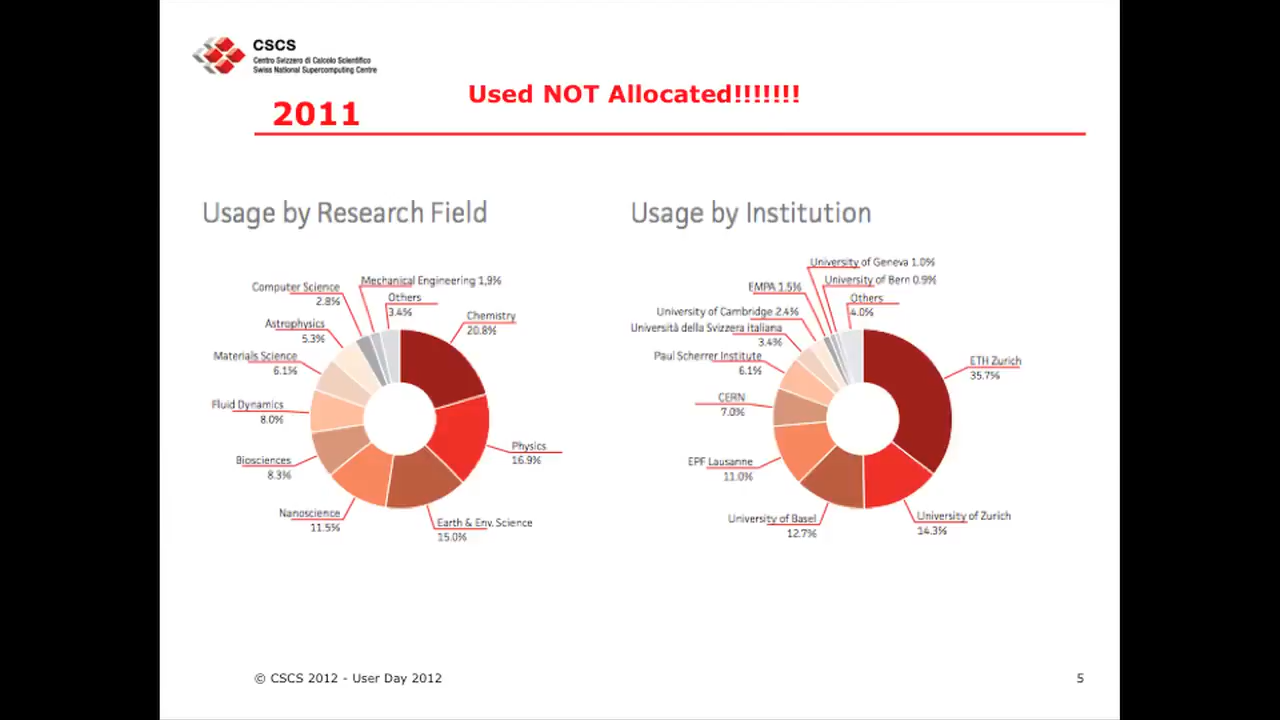 CSCS
Centro Svizzero di Calcolo Scientifico
Swiss National Supercomputing Centre
Used NOT Allocated!!!!!!!
2011
Usage by Research Field
Mechanical Engineering 1,9%
Computer Science
2.8%
Others
3.4%
Chemistry
20.8%
Astrophysics
5.3%
Materials Science
6.1%
Fluid Dynamics
8.0%
Physics
16.9%
Biosciences
8.3%
Nanoscience
11.5%
Earth & Env. Science
15.0%
Usage by Institution
University of Geneva 1.0%
University of Bern 0.9%
EMPA 1.5%
Others
4.0%
University of Cambridge 2.4%
Università della Svizzera italiana
3.4%
Paul Scherrer Institute
6.1%
ETH Zurich
35.7%
CERN
7.0%
EPF Lausanne
11.0%
University of Basel
12.7%
University of Zurich
14.3%
© CSCS 2012 - User Day 2012
5